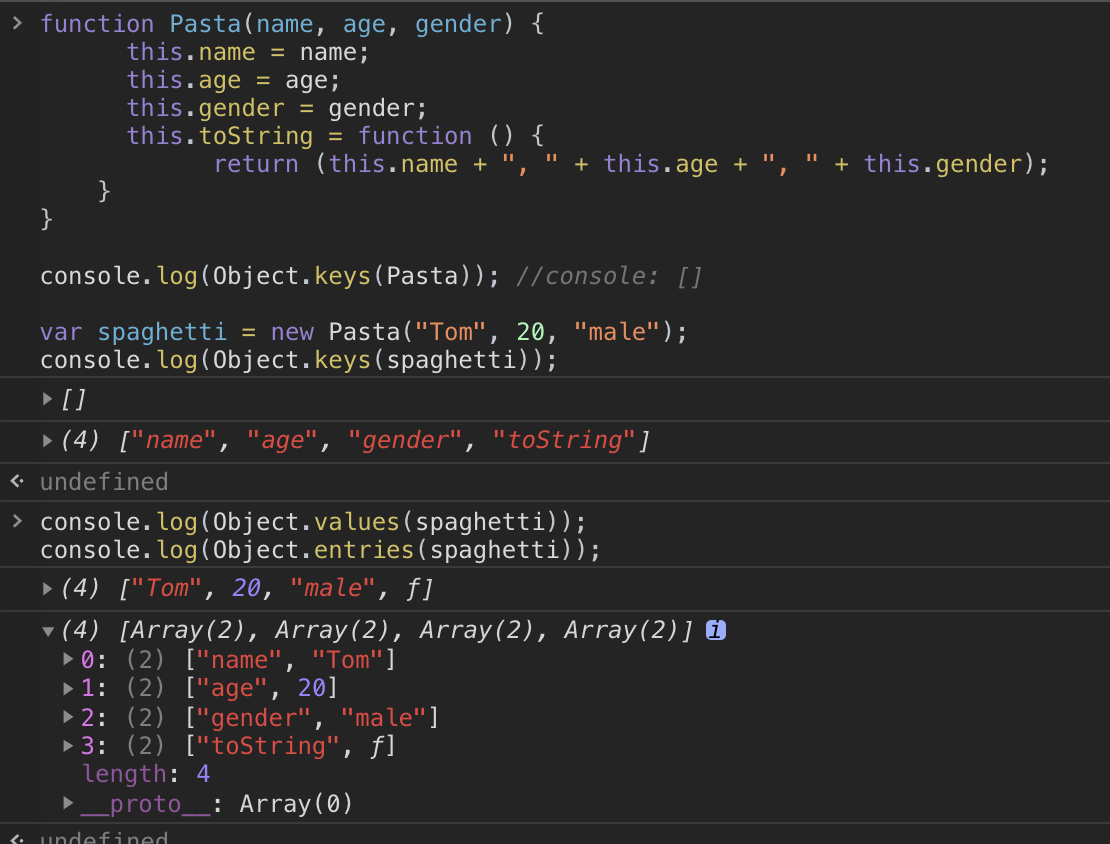 > function Pasta(name, age, gender) {
this.name = name;
this.age = age;
this.gender = gender;
this.toString = function () {
return (this.name + ", " + this.age + ", " + this.gender);
}
}
console.log(Object.keys(Pasta)); //console: []
var spaghetti = new Pasta("Tom", 20, "male");
console.log(Object.keys(spaghetti));
▶ []
▶ (4) ["name", "age", "gender", "toString"]
undefined
> console.log(Object.values(spaghetti));
console.log(Object.entries(spaghetti));
▶ (4) ["Tom", 20, "male", ƒ]
▼ (4) [Array(2), Array(2), Array(2), Array(2)] i
▶ 0: (2) ["name", "Tom"]
▶ 1: (2) ["age", 20]
▶ 2: (2) ["gender", "male"]
▶ 3: (2) ["toString", ƒ]
length: 4
▶ __proto__: Array(0)
undefined